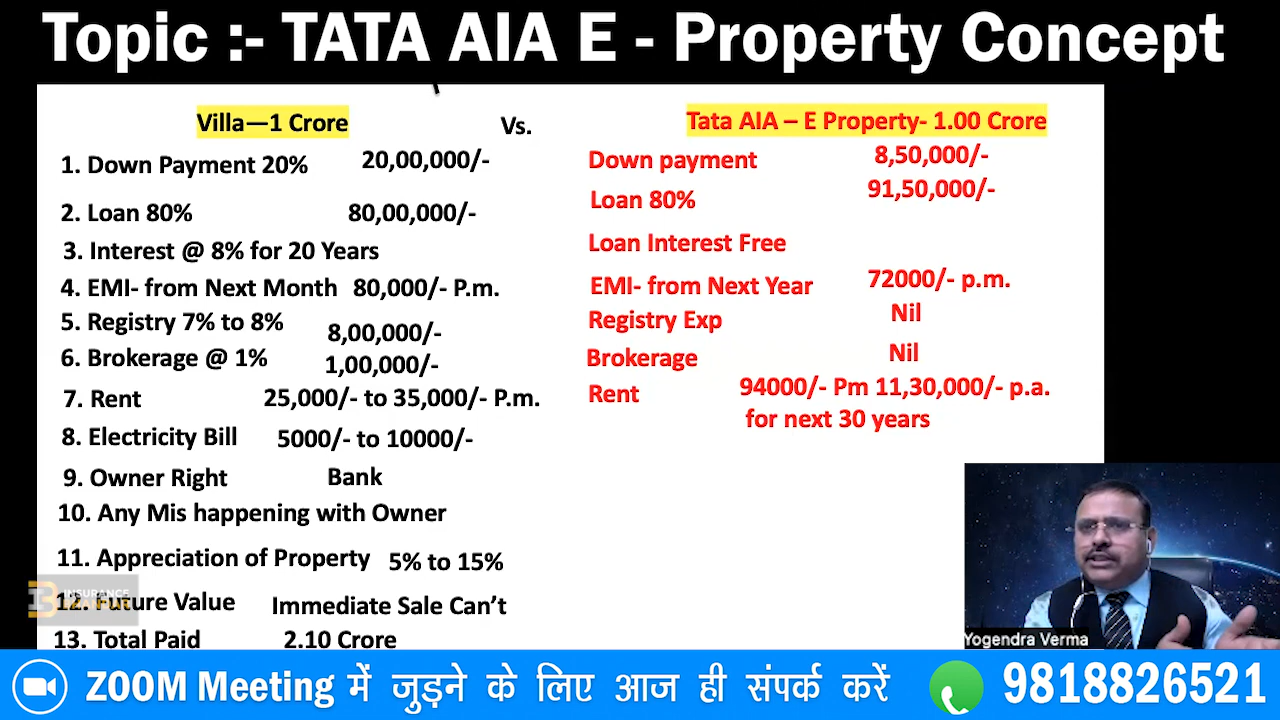 Topic :- TATA AIA E - Property Concept
Villa—1 Crore
Vs.
Tata AIA – E Property- 1.00 Crore
1. Down Payment 20% 20,00,000/-
Down payment 8,50,000/-
2. Loan 80% 80,00,000/-
Loan 80% 91,50,000/-
3. Interest @ 8% for 20 Years
Loan Interest Free
4. EMI- from Next Month 80,000/- P.m.
EMI- from Next Year 72000/- p.m.
5. Registry 7% to 8% 8,00,000/-
Registry Exp Nil
6. Brokerage @ 1% 1,00,000/-
Brokerage Nil
7. Rent 25,000/- to 35,000/- P.m.
Rent 94000/- Pm 11,30,000/- p.a.
for next 30 years
8. Electricity Bill 5000/- to 10000/-
9. Owner Right Bank
10. Any Mis happening with Owner
11. Appreciation of Property 5% to 15%
12. Future Value Immediate Sale Can't
13. Total Paid 2.10 Crore
INSURANCE
Yogendra Verma
ZOOM Meeting में जुड़ने के लिए आज ही संपर्क करें
9818826521